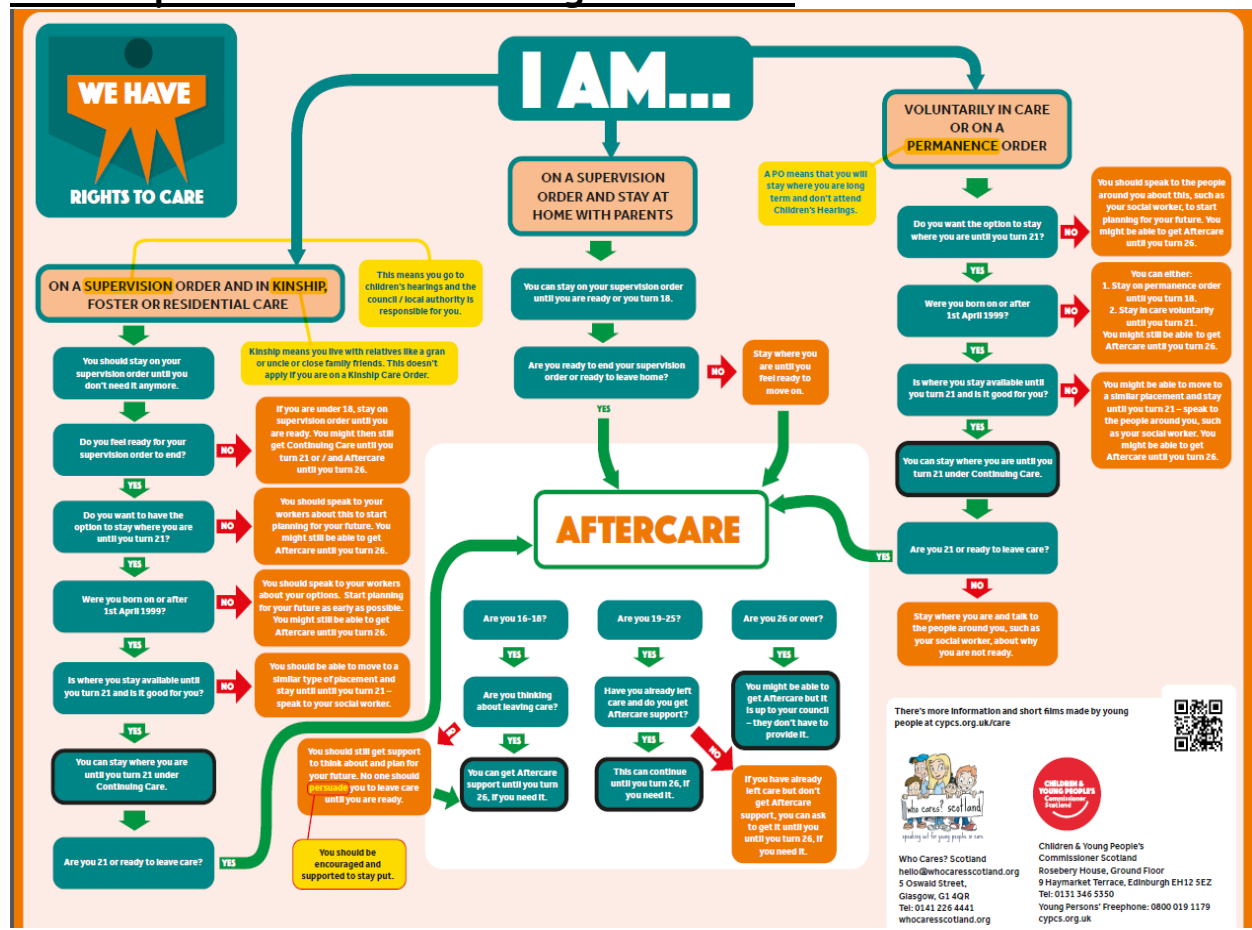 WE HAVE
RIGHTS TO CARE
I AM...
ON A SUPERVISION ORDER AND IN KINSHIP,
FOSTER OR RESIDENTIAL CARE
This means you go to
children's hearings and the
council / local authority is
responsible for you.
Kinship means you live with relatives like a gran
or uncle or close family friends. This doesn't
apply if you are on a Kinship Care Order.
You should stay on your
supervision order until you
don't need it anymore.
Do you feel ready for your
supervision order to end?
NO
If you are under 18, stay on
supervision order until you
are ready. You might then still
get Continuing Care until you
turn 21 or / and Aftercare
until you turn 26.
YES
Do you want to have the
option to stay where you are
until you turn 21?
NO
You should speak to your
workers about this to start
planning for your future. You
might still be able to get
Aftercare until you turn 26.
YES
Were you born on or after
1st April 1999?
NO
You should speak to your workers
about your options. Start planning
for your future as early as possible.
You might still be able to get
Aftercare until you turn 26.
YES
Is where you stay available until
you turn 21 and is it good for you?
NO
You should be able to move to a
similar type of placement and
stay until until you turn 21 –
speak to your social worker.
YES
You can stay where you are
until you turn 21 under
Continuing Care.
Are you 21 or ready to leave care?
YES
ON A SUPERVISION
ORDER AND STAY AT
HOME WITH PARENTS
You can stay on your supervision order
until you are ready or you turn 18.
Are you ready to end your supervision
order or ready to leave home?
NO
Stay where you
are until you
feel ready to
move on.
YES
VOLUNTARILY IN CARE
OR ON A
PERMANENCE ORDER
A PO means that you will
stay where you are long
term and don't attend
Children's Hearings.
Do you want the option to stay
where you are until you turn 21?
NO
You should speak to the people
around you about this, such as
your social worker, to start
planning for your future. You
might be able to get Aftercare
until you turn 26.
YES
Were you born on or after
1st April 1999?
NO
You can either:
1. Stay on permanence order
until you turn 18.
2. Stay in care voluntarily
until you turn 21.
You might still be able to get
Aftercare until you turn 26.
YES
Is where you stay available until
you turn 21 and is it good for you?
NO
You might be able to move to
a similar placement and stay
until you turn 21 – speak to
the people around you, such
as your social worker. You
might be able to get
Aftercare until you turn 26.
YES
You can stay where you are until you
turn 21 under Continuing Care.
Are you 21 or ready to leave care?
YES
NO
Stay where you are and talk to
the people around you, such as
your social worker, about why
you are not ready.
AFTERCARE
Are you 16-18?
YES
Are you thinking
about leaving care?
NO
You should still get support
to think about and plan for
your future. No one should
persuade you to leave care
until you are ready.
You should be
encouraged and
supported to stay put.
YES
You can get Aftercare
support until you turn
26, if you need it.
Are you 19-25?
YES
Have you already left
care and do you get
Aftercare support?
YES
This can continue
until you turn 26, if
you need it.
NO
If you have already
left care but don't
get Aftercare
support, you can ask
to get it until you
until you turn 26, if
you need it.
Are you 26 or over?
YES
You might be able to
get Aftercare but it
is up to your council
– they don't have to
provide it.
There's more information and short films made by young
people at cypcs.org.uk/care
who cares? scotland
speaking out for young people in care
Who Cares? Scotland
hello@whocaresscotland.org
5 Oswald Street,
Glasgow, G1 4QR
Tel: 0141 226 4441
whocaresscotland.org
CHILDREN &
YOUNG PEOPLE'S
Commissioner
Scotland
Children & Young People's
Commissioner Scotland
Rosebery House, Ground Floor
9 Haymarket Terrace, Edinburgh EH12 5EZ
Tel: 0131 346 5350
Young Persons' Freephone: 0800 019 1179
cypcs.org.uk